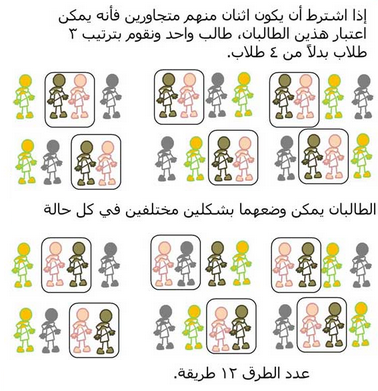 إذا اشترط أن يكون اثنان منهم متجاورين فأنه يمكن
اعتبار هذين الطالبان، طالب واحد ونقوم بترتيب ٣
طلاب بدلاً من ٤ طلاب.
الطالبان يمكن وضعهما بشكلين مختلفين في كل حالة
عدد الطرق ١٢ طريقة.